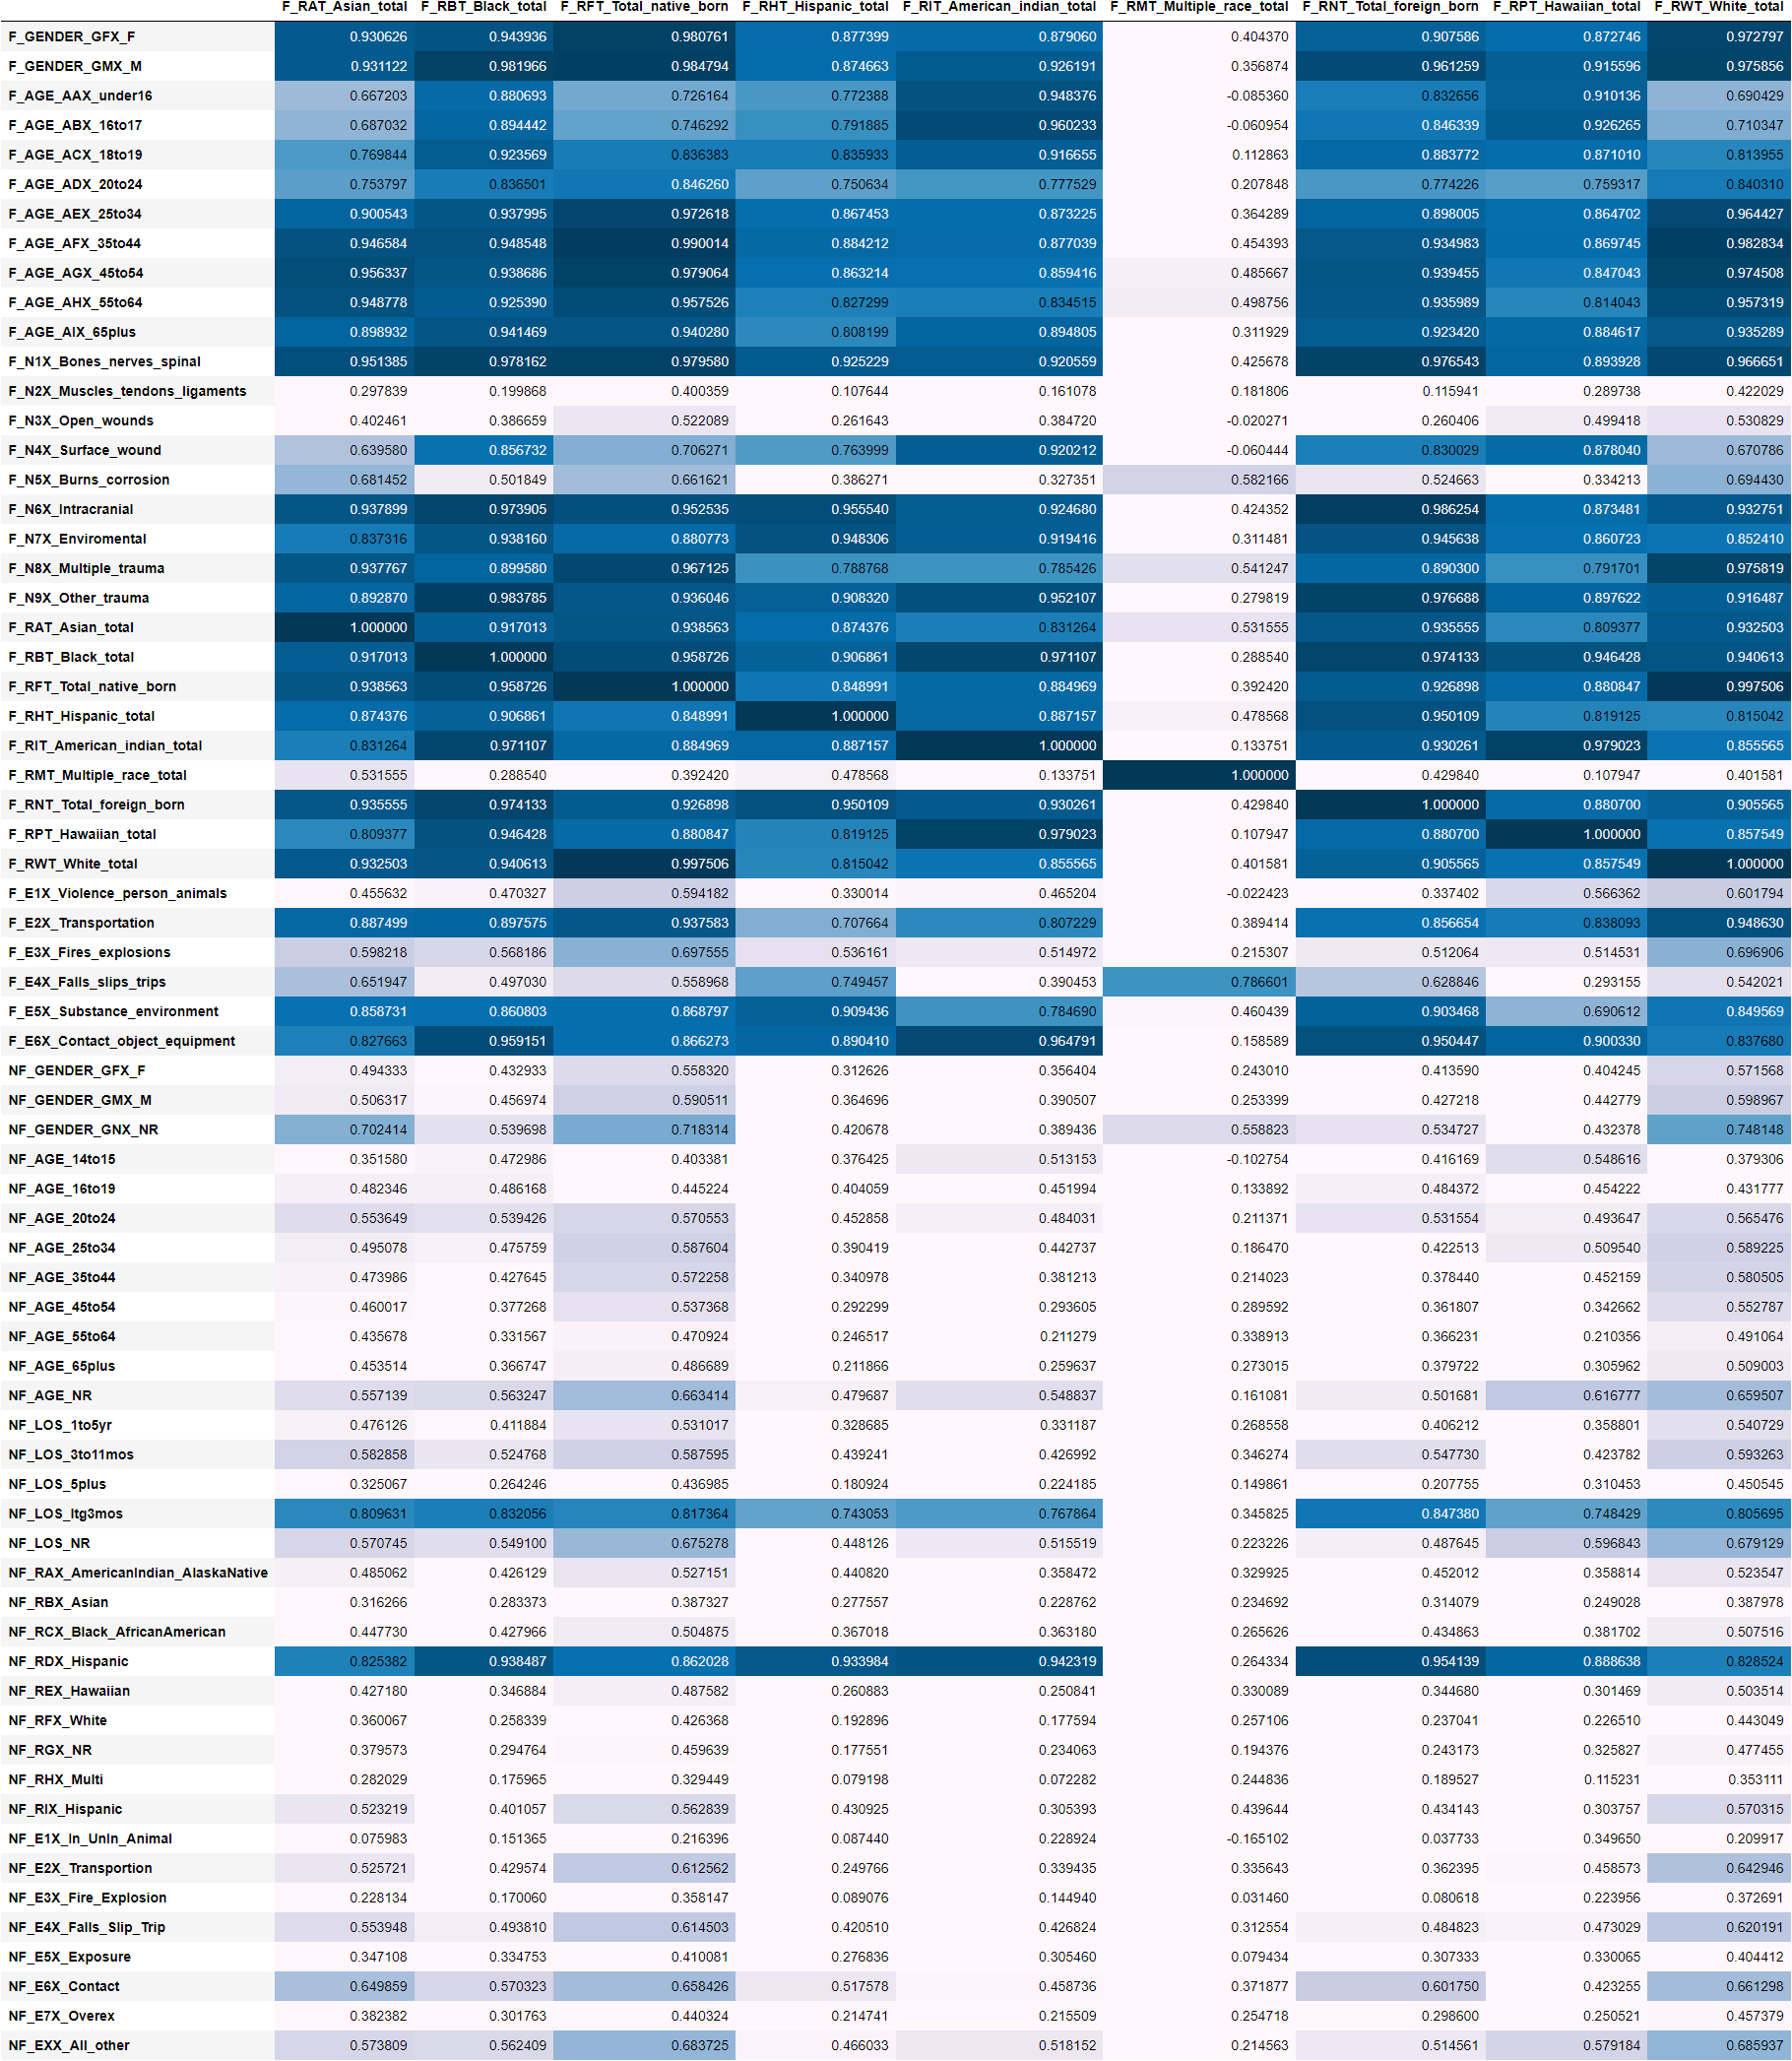 F_RAT_Asian_total F_RBT_Black_total F_RFT_Total_native_born F_RHT_Hispanic_total F_RIT_American_indian_total F_RMT_Multiple_race_total F_RNT_Total_foreign_born F_RPT_Hawaiian_total F_RWT_White_total
F_GENDER_GFX_F 0.930626 0.943936 0.980761 0.877399 0.879060 0.404370 0.907586 0.872746 0.972797
F_GENDER_GMX_M 0.931122 0.981966 0.984794 0.874663 0.926191 0.356874 0.961259 0.915596 0.975856
F_AGE_AAX_under16 0.667203 0.880693 0.726164 0.772388 0.948376 -0.085360 0.832656 0.910136 0.690429
F_AGE_ABX_16to17 0.687032 0.894442 0.746292 0.791885 0.960233 -0.060954 0.846339 0.926265 0.710347
F_AGE_ACX_18to19 0.769844 0.923569 0.836383 0.835933 0.916655 0.112863 0.883772 0.871010 0.813955
F_AGE_ADX_20to24 0.753797 0.836501 0.846260 0.750634 0.777529 0.207848 0.774226 0.759317 0.840310
F_AGE_AEX_25to34 0.900543 0.937995 0.972618 0.867453 0.873225 0.364289 0.898005 0.864702 0.964427
F_AGE_AFX_35to44 0.946584 0.948548 0.990014 0.884212 0.877039 0.454393 0.934983 0.869745 0.982834
F_AGE_AGX_45to54 0.956337 0.938686 0.979064 0.863214 0.859416 0.485667 0.939455 0.847043 0.974508
F_AGE_AHX_55to64 0.948778 0.925390 0.957526 0.827299 0.834515 0.498756 0.935989 0.814043 0.957319
F_AGE_AIX_65plus 0.898932 0.941469 0.940280 0.808199 0.894805 0.311929 0.923420 0.884617 0.935289
F_N1X_Bones_nerves_spinal 0.951385 0.978162 0.979580 0.925229 0.920559 0.425678 0.976543 0.893928 0.966651
F_N2X_Muscles_tendons_ligaments 0.297839 0.199868 0.400359 0.107644 0.161078 0.181806 0.115941 0.289738 0.422029
F_N3X_Open_wounds 0.402461 0.386659 0.522089 0.261643 0.384720 -0.020271 0.260406 0.499418 0.530829
F_N4X_Surface_wound 0.639580 0.856732 0.706271 0.763999 0.920212 -0.060444 0.830029 0.878040 0.670786
F_N5X_Burns_corrosion 0.681452 0.501849 0.661621 0.386271 0.327351 0.582166 0.524663 0.334213 0.694430
F_N6X_Intracranial 0.937899 0.973905 0.952535 0.955540 0.924680 0.424352 0.986254 0.873481 0.932751
F_N7X_Enviromental 0.837316 0.938160 0.880773 0.948306 0.919416 0.311481 0.945638 0.860723 0.852410
F_N8X_Multiple_trauma 0.937767 0.899580 0.967125 0.788768 0.785426 0.541247 0.890300 0.791701 0.975819
F_N9X_Other_trauma 0.892870 0.983785 0.936046 0.908320 0.952107 0.279819 0.976688 0.897622 0.916487
F_RAT_Asian_total 1.000000 0.917013 0.938563 0.874376 0.831264 0.531555 0.935555 0.809377 0.932503
F_RBT_Black_total 0.917013 1.000000 0.958726 0.906861 0.971107 0.288540 0.974133 0.946428 0.940613
F_RFT_Total_native_born 0.938563 0.958726 1.000000 0.848991 0.884969 0.392420 0.926898 0.880847 0.997506
F_RHT_Hispanic_total 0.874376 0.906861 0.848991 1.000000 0.887157 0.478568 0.950109 0.819125 0.815042
F_RIT_American_indian_total 0.831264 0.971107 0.884969 0.887157 1.000000 0.133751 0.930261 0.979023 0.855565
F_RMT_Multiple_race_total 0.531555 0.288540 0.392420 0.478568 0.133751 1.000000 0.429840 0.107947 0.401581
F_RNT_Total_foreign_born 0.935555 0.974133 0.926898 0.950109 0.930261 0.429840 1.000000 0.880700 0.905565
F_RPT_Hawaiian_total 0.809377 0.946428 0.880847 0.819125 0.979023 0.107947 0.880700 1.000000 0.857549
F_RWT_White_total 0.932503 0.940613 0.997506 0.815042 0.855565 0.401581 0.905565 0.857549 1.000000
F_E1X_Violence_person_animals 0.455632 0.470327 0.594182 0.330014 0.465204 -0.022423 0.337402 0.566362 0.601794
F_E2X_Transportation 0.887499 0.897575 0.937583 0.707664 0.807229 0.389414 0.856654 0.838093 0.948630
F_E3X_Fires_explosions 0.598218 0.568186 0.697555 0.536161 0.514972 0.215307 0.512064 0.514531 0.696906
F_E4X_Falls_slips_trips 0.651947 0.497030 0.558968 0.749457 0.390453 0.786601 0.628846 0.293155 0.542021
F_E5X_Substance_environment 0.858731 0.860803 0.868797 0.909436 0.784690 0.460439 0.903468 0.690612 0.849569
F_E6X_Contact_object_equipment 0.827663 0.959151 0.866273 0.890410 0.964791 0.158589 0.950447 0.900330 0.837680
NF_GENDER_GFX_F 0.494333 0.432933 0.558320 0.312626 0.356404 0.243010 0.413590 0.404245 0.571568
NF_GENDER_GMX_M 0.506317 0.456974 0.590511 0.364696 0.390507 0.253399 0.427218 0.442779 0.598967
NF_GENDER_GNX_NR 0.702414 0.539698 0.718314 0.420678 0.389436 0.558823 0.534727 0.432378 0.748148
NF_AGE_14to15 0.351580 0.472986 0.403381 0.376425 0.513153 -0.102754 0.416169 0.548616 0.379306
NF_AGE_16to19 0.482346 0.486168 0.445224 0.404059 0.451994 0.133892 0.484372 0.454222 0.431777
NF_AGE_20to24 0.553649 0.539426 0.570553 0.452858 0.484031 0.211371 0.531554 0.493647 0.565476
NF_AGE_25to34 0.495078 0.475759 0.587604 0.390419 0.442737 0.186470 0.422513 0.509540 0.589225
NF_AGE_35to44 0.473986 0.427645 0.572258 0.340978 0.381213 0.214023 0.378440 0.452159 0.580505
NF_AGE_45to54 0.460017 0.377268 0.537368 0.292299 0.293605 0.289592 0.361807 0.342662 0.552787
NF_AGE_55to64 0.435678 0.331567 0.470924 0.246517 0.211279 0.338913 0.366231 0.210356 0.491064
NF_AGE_65plus 0.453514 0.366747 0.486689 0.211866 0.259637 0.273015 0.379722 0.305962 0.509003
NF_AGE_NR 0.557139 0.563247 0.663414 0.479687 0.548837 0.161081 0.501681 0.616777 0.659507
NF_LOS_1to5yr 0.476126 0.411884 0.531017 0.328685 0.331187 0.268558 0.406212 0.358801 0.540729
NF_LOS_3to11mos 0.582858 0.524768 0.587595 0.439241 0.426992 0.346274 0.547730 0.423782 0.593263
NF_LOS_5plus 0.325067 0.264246 0.436985 0.180924 0.224185 0.149861 0.207755 0.310453 0.450545
NF_LOS_ltg3mos 0.809631 0.832056 0.817364 0.743053 0.767864 0.345825 0.847380 0.748429 0.805695
NF_LOS_NR 0.570745 0.549100 0.675278 0.448126 0.515519 0.223226 0.487645 0.596843 0.679129
NF_RAX_AmericanIndian_AlaskaNative 0.485062 0.426129 0.527151 0.440820 0.358472 0.329925 0.452012 0.358814 0.523547
NF_RBX_Asian 0.316266 0.283373 0.387327 0.277557 0.228762 0.234692 0.314079 0.249028 0.387978
NF_RCX_Black_AfricanAmerican 0.447730 0.427966 0.504875 0.367018 0.363180 0.265626 0.434863 0.381702 0.507516
NF_RDX_Hispanic 0.825382 0.938487 0.862028 0.933984 0.942319 0.264334 0.954139 0.888638 0.828524
NF_REX_Hawaiian 0.427180 0.346884 0.487582 0.260883 0.250841 0.330089 0.344680 0.301469 0.503514
NF_RFX_White 0.360067 0.258339 0.426368 0.192896 0.177594 0.257106 0.237041 0.226510 0.443049
NF_RGX_NR 0.379573 0.294764 0.459639 0.177551 0.234063 0.194376 0.243173 0.325827 0.477455
NF_RHX_Multi 0.282029 0.175965 0.329449 0.079198 0.072282 0.244836 0.189527 0.115231 0.353111
NF_RIX_Hispanic 0.523219 0.401057 0.562839 0.430925 0.305393 0.439644 0.434143 0.303757 0.570315
NF_E1X_In_UnIn_Animal 0.075983 0.151365 0.216396 0.087440 0.228924 -0.165102 0.037733 0.349650 0.209917
NF_E2X_Transportion 0.525721 0.429574 0.612562 0.249766 0.339435 0.335643 0.362395 0.458573 0.642946
NF_E3X_Fire_Explosion 0.228134 0.170060 0.358147 0.089076 0.144940 0.031460 0.080618 0.223956 0.372691
NF_E4X_Falls_Slip_Trip 0.553948 0.493810 0.614503 0.420510 0.426824 0.312554 0.484823 0.473029 0.620191
NF_E5X_Exposure 0.347108 0.334753 0.410081 0.276836 0.305460 0.079434 0.307333 0.330065 0.404412
NF_E6X_Contact 0.649859 0.570323 0.658426 0.517578 0.458736 0.371877 0.601750 0.423255 0.661298
NF_E7X_Overex 0.382382 0.301763 0.440324 0.214741 0.215509 0.254718 0.298600 0.250521 0.457379
NF_EXX_All_other 0.573809 0.562409 0.683725 0.466033 0.518152 0.214563 0.514561 0.579184 0.685937